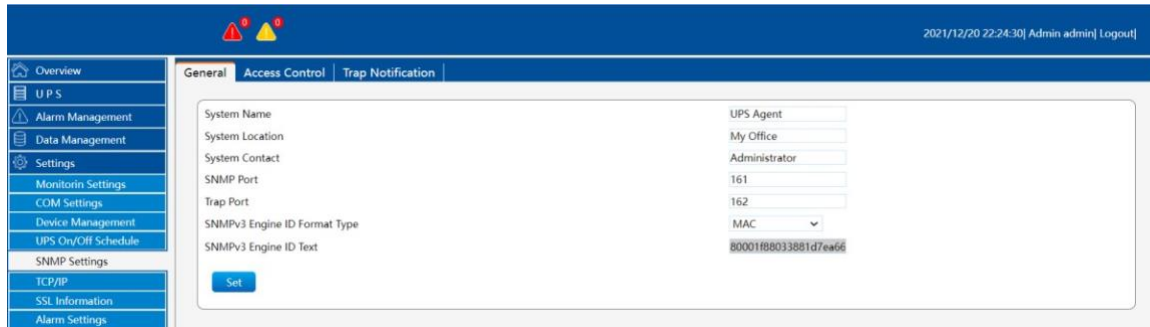 0 0
2021/12/20 22:24:30| Admin admin| Logout|
Overview
UPS
Alarm Management
Data Management
Settings
Monitorin Settings
COM Settings
Device Management
UPS On/Off Schedule
SNMP Settings
TCP/IP
SSL Information
Alarm Settings
General Access Control Trap Notification
System Name UPS Agent
System Location My Office
System Contact Administrator
SNMP Port 161
Trap Port 162
SNMPv3 Engine ID Format Type MAC
SNMPv3 Engine ID Text 80001f88033881d7ea66
Set